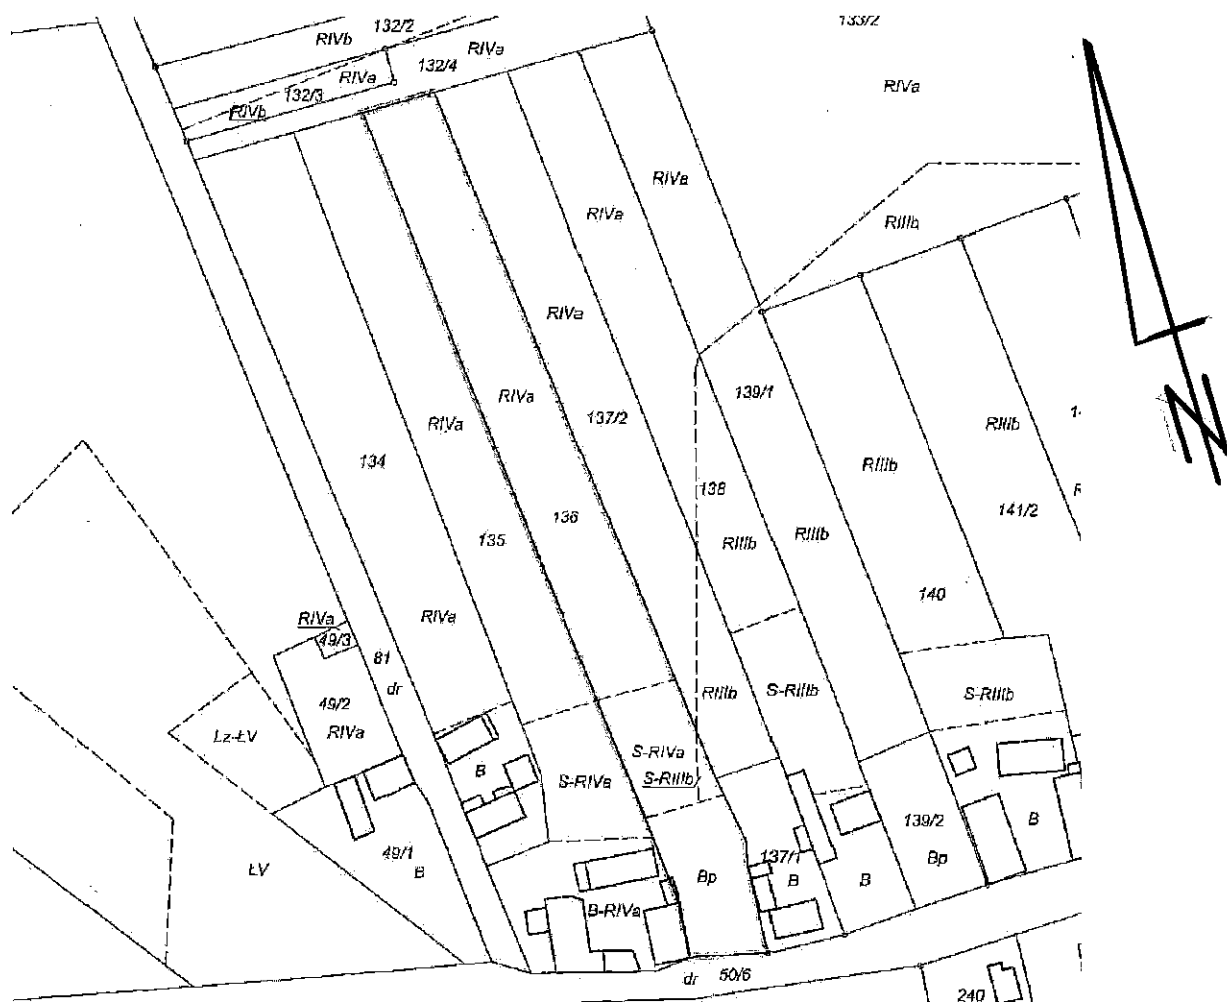 133/2
132/2
RIVb
RIVa
132/4
RIVa
RIVa
132/3
RIVb
RIVa
RIVa
RIIIb
RIVa
139/1
RIVa
137/2
RIVa
RIIIb
134
RIIIb
138
136
141/2
135
RIIIb
RIIIb
140
RIVa
RIVa
49/3
81
dr
49/2
RIIIb
S-RIIIb
S-RIIIb
Lz-ŁV
RIVa
S-RIVa
B
S-RIVa
S-RIIIb
139/2
B
49/1
137/1
ŁV
B
Bp
B
B
Bp
B-RIVa
dr
50/6
240
N